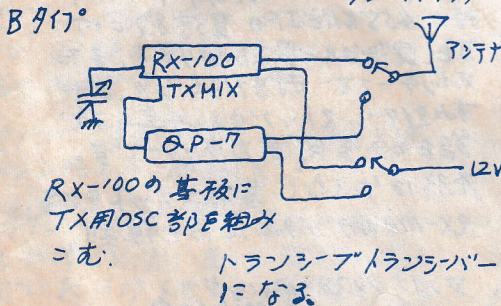 Bタイプ
RX-100
アンテナ
TXMIX
QP-7
12V
RX-100の基板に
TX用OSC部を組み
こむ.
トランシーブトランシーバー
になる。